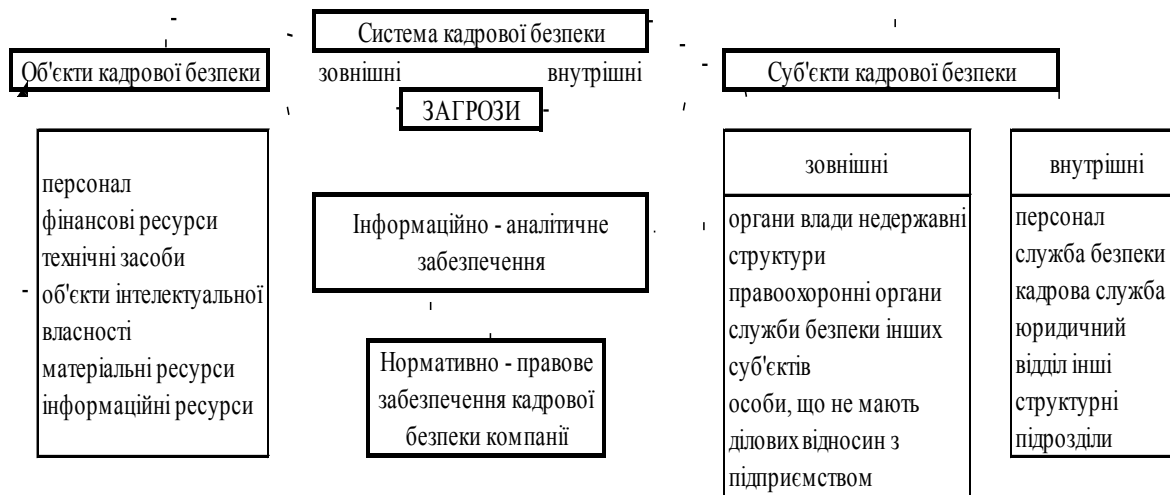 Система кадрової безпеки
Об'єкти кадрової безпеки
зовнішні
внутрішні
Суб'єкти кадрової безпеки
ЗАГРОЗИ
персонал
фінансові ресурси
технічні засоби
об'єкти інтелектуальної
власності
матеріальні ресурси
інформаційні ресурси
Інформаційно - аналітичне
забезпечення
Нормативно - правове
забезпечення кадрової
безпеки компанії
зовнішні
органи влади недержавні
структури
правоохоронні органи
служби безпеки інших
суб'єктів
особи, що не мають
ділових відносин з
підприємством
внутрішні
персонал
служба безпеки
кадрова служба
юридичний
відділ інші
структурні
підрозділи